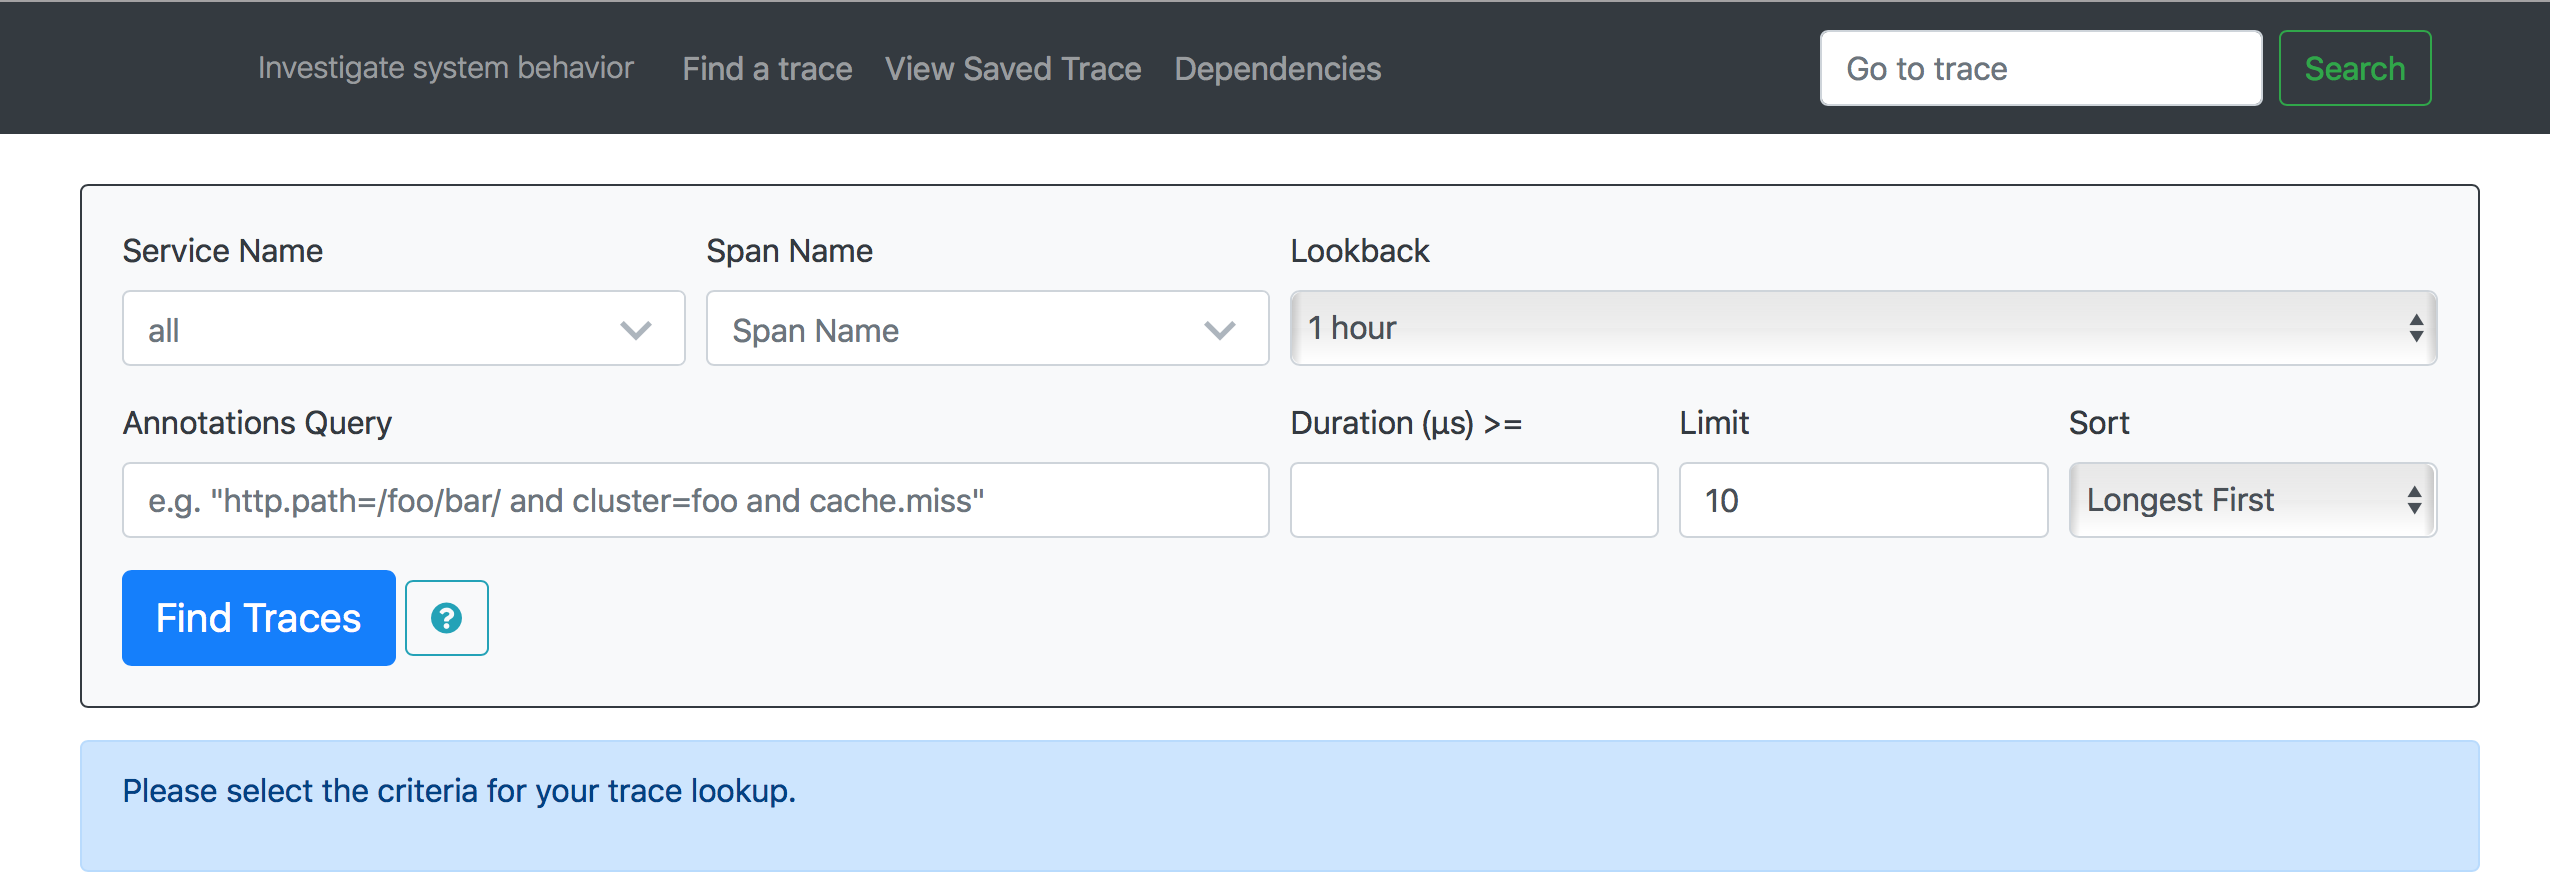 Investigate system behavior Find a trace View Saved Trace Dependencies Go to trace Search
Service Name Span Name Lookback
all Span Name 1 hour
Annotations Query Duration (µs) >= Limit Sort
e.g. "http.path=/foo/bar/ and cluster=foo and cache.miss" 10 Longest First
Find Traces ?
Please select the criteria for your trace lookup.